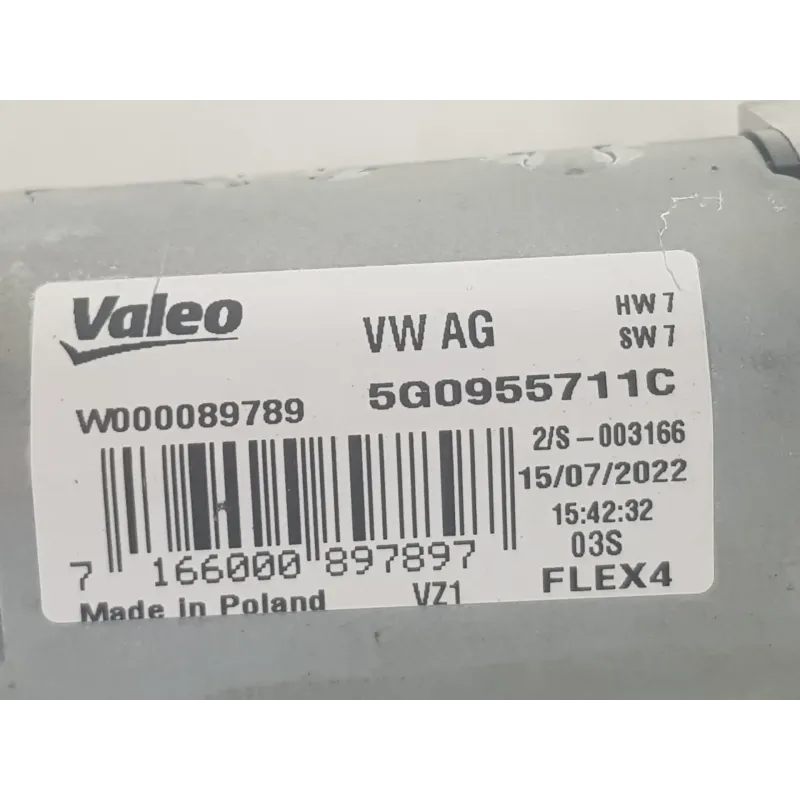 Valeo
VW AG
HW 7
SW 7
W000089789
5G0955711C
2/S-003166
15/07/2022
15:42:32
03S
7 166000 897897
FLEX4
Made in Poland
VZ1